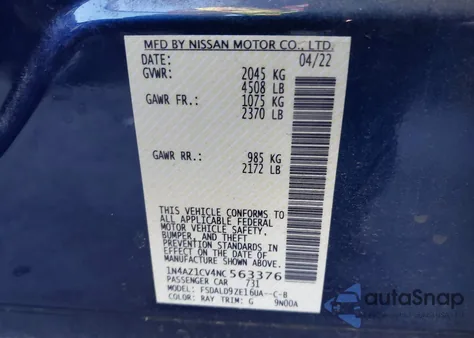 MFD BY NISSAN MOTOR CO., LTD.
DATE: 04/22
GVWR: 2045 KG
4508 LB
GAWR FR.: 1075 KG
2370 LB
GAWR RR.: 985 KG
2172 LB
THIS VEHICLE CONFORMS TO
ALL APPLICABLE FEDERAL
MOTOR VEHICLE SAFETY,
BUMPER, AND THEFT
PREVENTION STANDARDS IN
EFFECT ON THE DATE OF
MANUFACTURE SHOWN ABOVE.
1N4AZ1CV4NC563376
PASSENGER CAR 731
MODEL: FSDALD9ZE16UA--C-B
COLOR: RAY TRIM: G 9N00A
AutoSnap